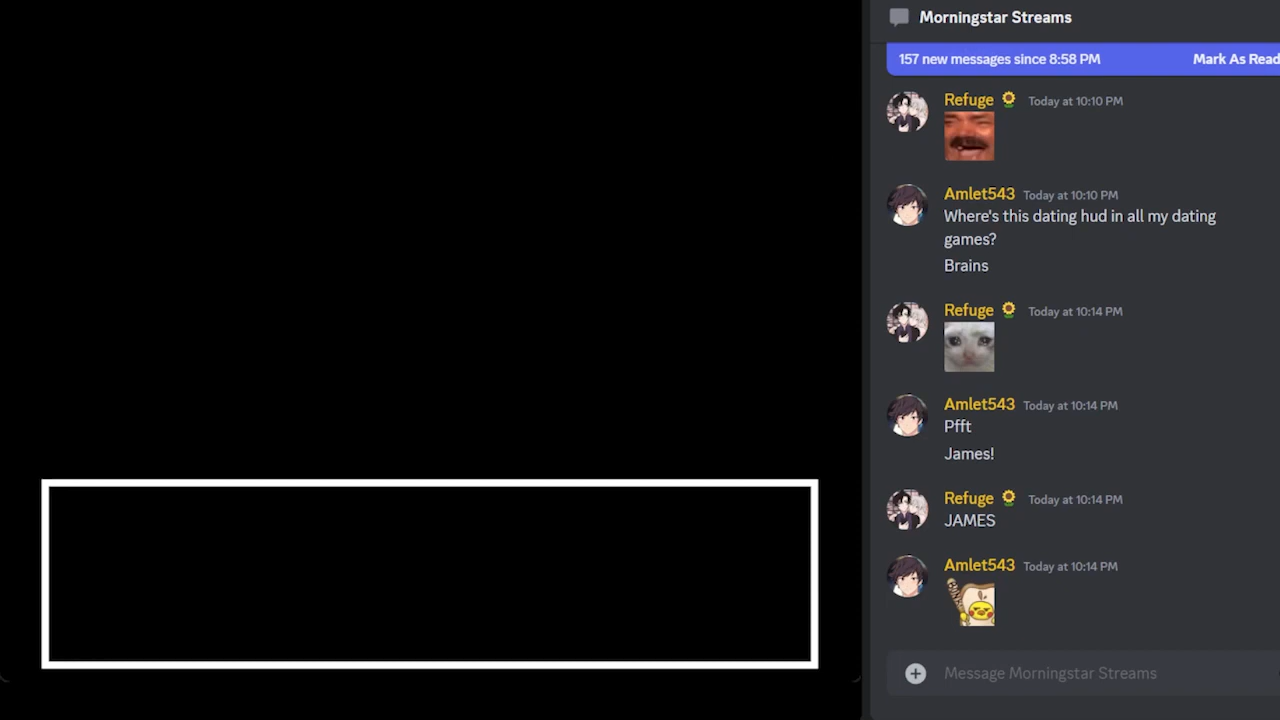 Morningstar Streams
157 new messages since 8:58 PM Mark As Read
Refuge Today at 10:10 PM
Amlet543 Today at 10:10 PM
Where's this dating hud in all my dating
games?
Brains
Refuge Today at 10:14 PM
Amlet543 Today at 10:14 PM
Pfft
James!
Refuge Today at 10:14 PM
JAMES
Amlet543 Today at 10:14 PM
Message Morningstar Streams